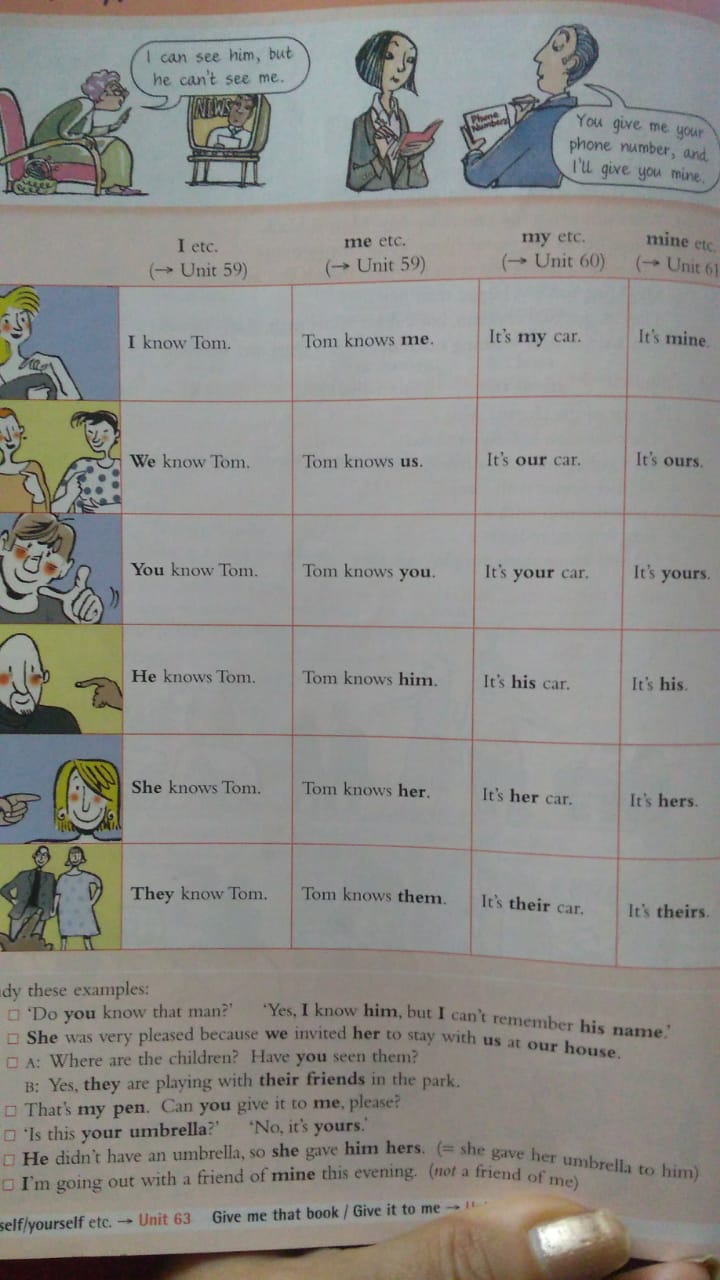 I can see him, but
he can't see me.
NEWS
Phone
Numbers
You give me your
phone number, and
I'll give you mine.
I etc.
(→ Unit 59)
me etc.
(→ Unit 59)
my etc.
(→ Unit 60)
mine etc.
(→ Unit 61
I know Tom. Tom knows me. It's my car. It's mine.
We know Tom. Tom knows us. It's our car. It's ours.
You know Tom. Tom knows you. It's your car. It's yours.
He knows Tom. Tom knows him. It's his car. It's his.
She knows Tom. Tom knows her. It's her car. It's hers.
They know Tom. Tom knows them. It's their car. It's theirs.
dy these examples:
□ 'Do you know that man?' 'Yes, I know him, but I can't remember his name.'
□ She was very pleased because we invited her to stay with us at our house.
□ A: Where are the children? Have you seen them?
B: Yes, they are playing with their friends in the park.
□ That's my pen. Can you give it to me, please?
□ 'Is this your umbrella?' 'No, it's yours.'
□ He didn't have an umbrella, so she gave him hers. (= she gave her umbrella to him)
□ I'm going out with a friend of mine this evening. (not a friend of me)
self/yourself etc. → Unit 63 Give me that book / Give it to me →